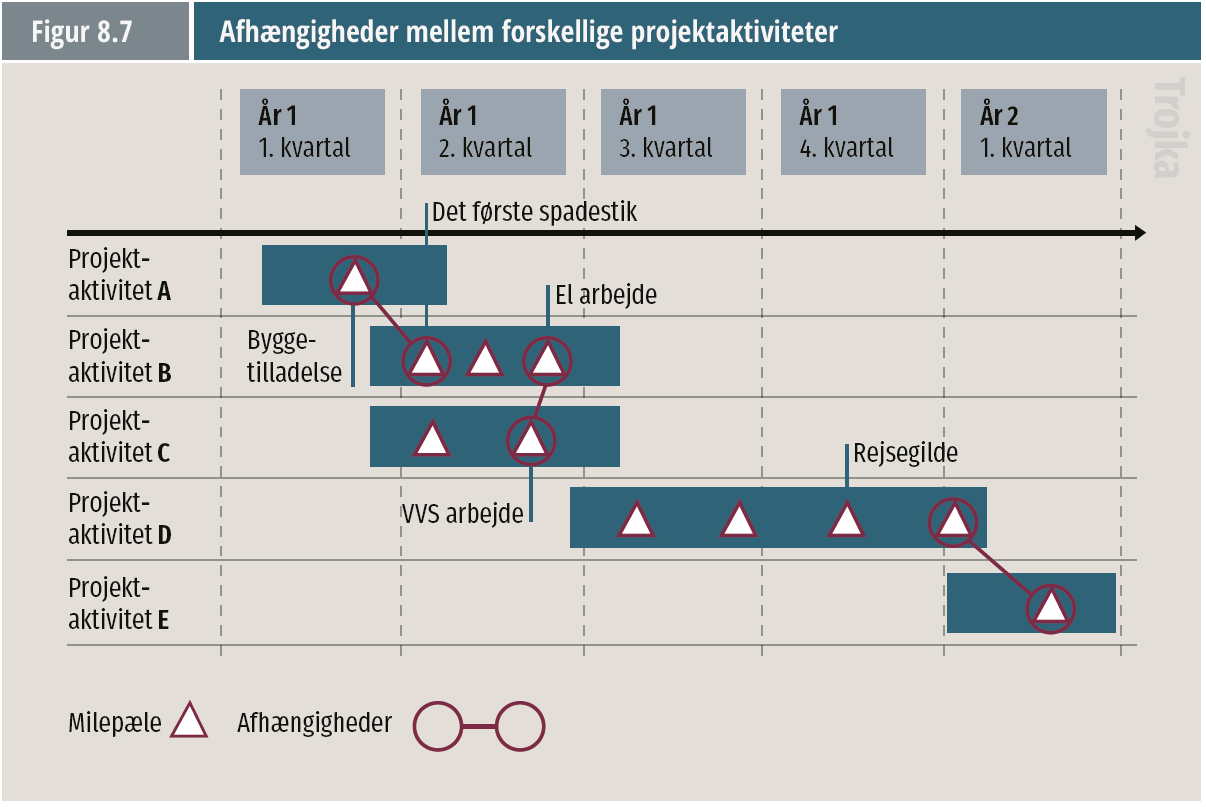 Figur 8.7
Afhængigheder mellem forskellige projektaktiviteter
Trojka
År 1
1. kvartal
År 1
2. kvartal
År 1
3. kvartal
År 1
4. kvartal
År 2
1. kvartal
Det første spadestik
Projekt-
aktivitet A
El arbejde
Bygge-
tilladelse
Projekt-
aktivitet B
Projekt-
aktivitet C
Rejsegilde
VVS arbejde
Projekt-
aktivitet D
Projekt-
aktivitet E
Milepæle
Afhængigheder